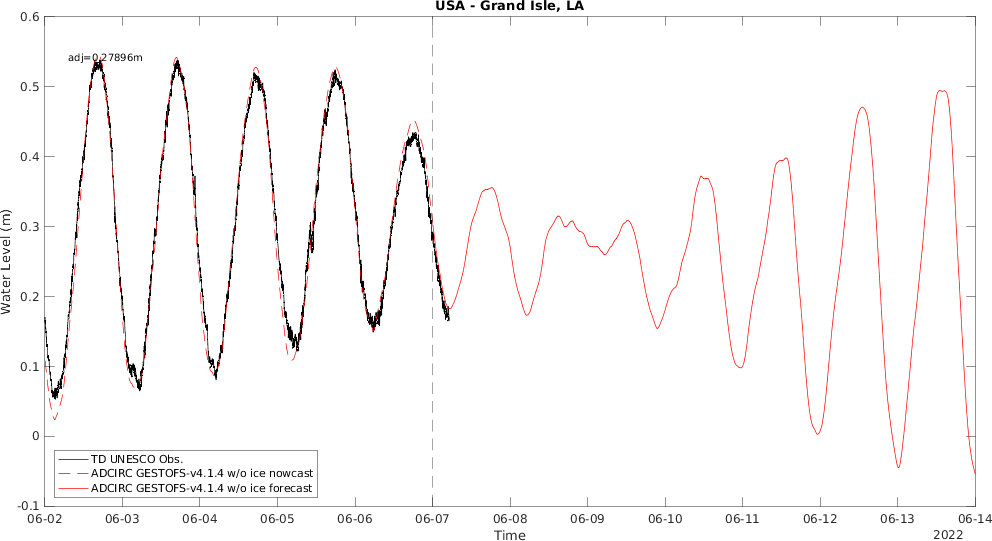 USA - Grand Isle, LA
0.6
adj=0.27896m
0.5
0.4
0.3
0.2
0.1
0
-0.1
Water Level (m)
TD UNESCO Obs.
ADCIRC GESTOFS-v4.1.4 w/o ice nowcast
ADCIRC GESTOFS-v4.1.4 w/o ice forecast
06-02 06-03 06-04 06-05 06-06 06-07 06-08 06-09 06-10 06-11 06-12 06-13 06-14
Time
2022